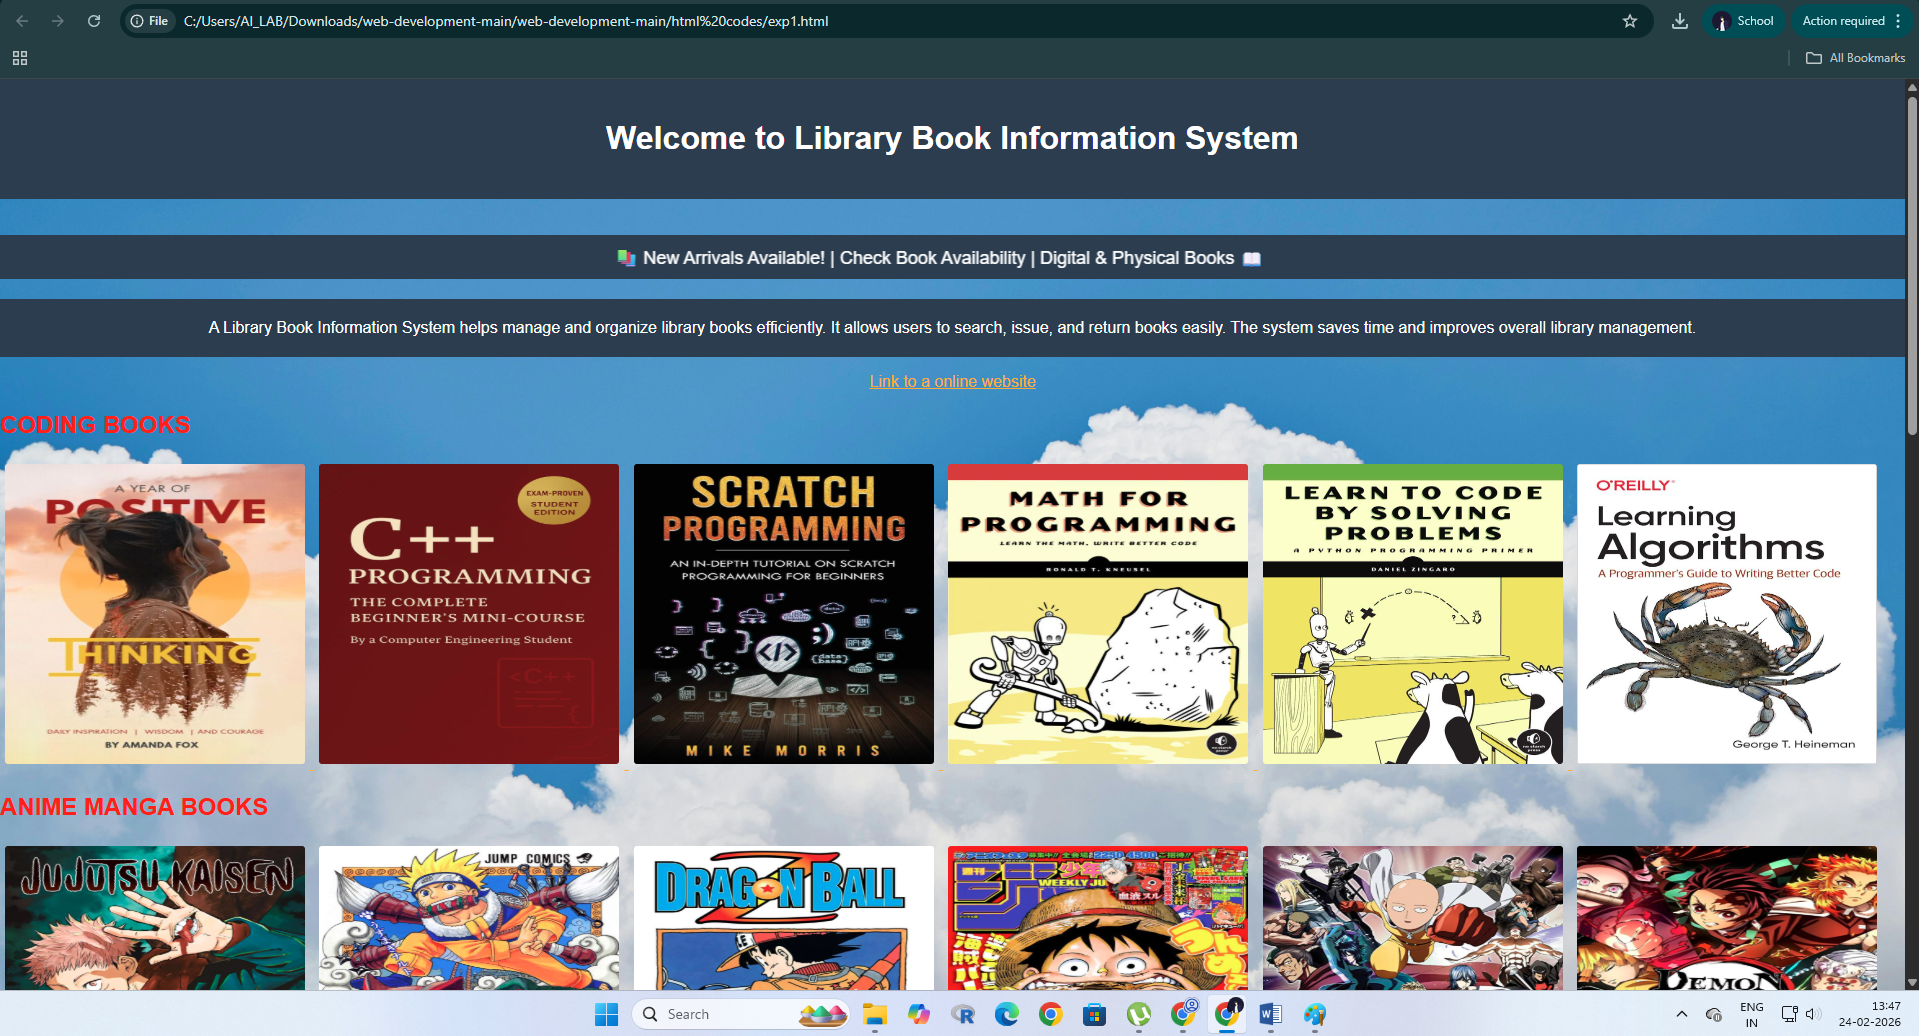 File
C:/Users/AI_LAB/Downloads/web-development-main/web-development-main/html%20codes/exp1.html
School
Action required
All Bookmarks
Welcome to Library Book Information System
New Arrivals Available! | Check Book Availability | Digital & Physical Books
A Library Book Information System helps manage and organize library books efficiently. It allows users to search, issue, and return books easily. The system saves time and improves overall library management.
Link to a online website
CODING BOOKS
A YEAR OF
POSITIVE
THINKING
DAILY INSPIRATION | WISDOM | AND COURAGE
BY AMANDA FOX
EXAM-PROVEN
STUDENT
EDITION
C++
PROGRAMMING
THE COMPLETE
BEGINNER'S MINI-COURSE
By a Computer Engineering Student
<C++
SCRATCH
PROGRAMMING
AN IN-DEPTH TUTORIAL ON SCRATCH
PROGRAMMING FOR BEGINNERS
MIKE MORRIS
MATH FOR
PROGRAMMING
LEARN THE MATH, WRITE BETTER CODE
RONALD T. KNEUSEL
LEARN TO CODE
BY SOLVING
PROBLEMS
A PYTHON PROGRAMMING PRIMER
DANIEL ZINGARO
O'REILLY
Learning
Algorithms
A Programmer's Guide to Writing Better Code
George T. Heineman
ANIME MANGA BOOKS
JUJUTSU KAISEN
JUMP COMICS
DRAGON BALL
Z
2250 4500
WEEKLY JU
DEMON
Search
ENG
IN
13:47
24-02-2026